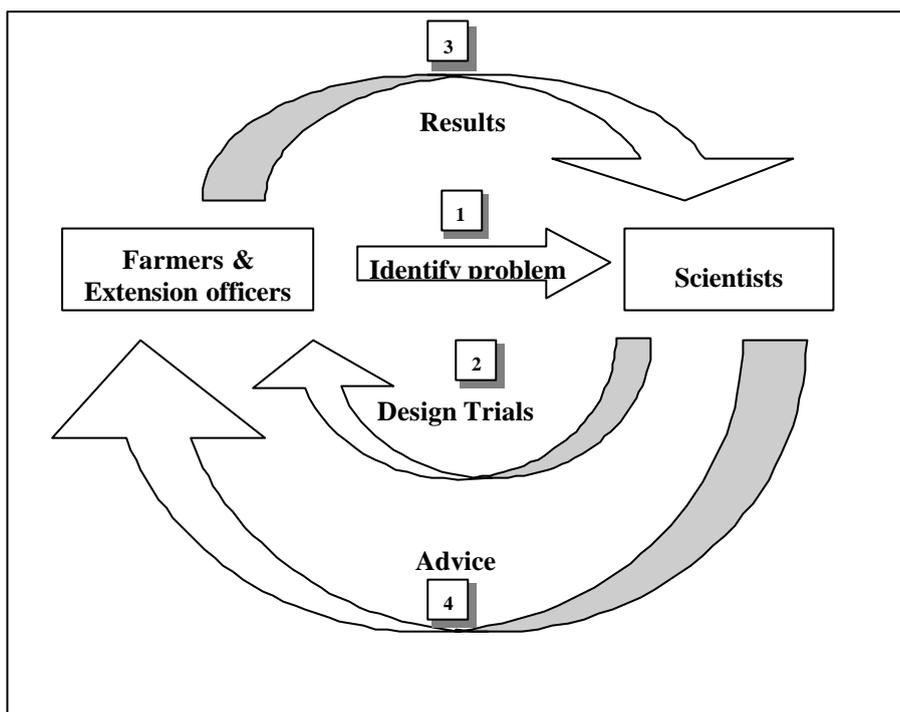 3
Results
1
Farmers &
Extension officers
Identify problem
Scientists
2
Design Trials
Advice
4